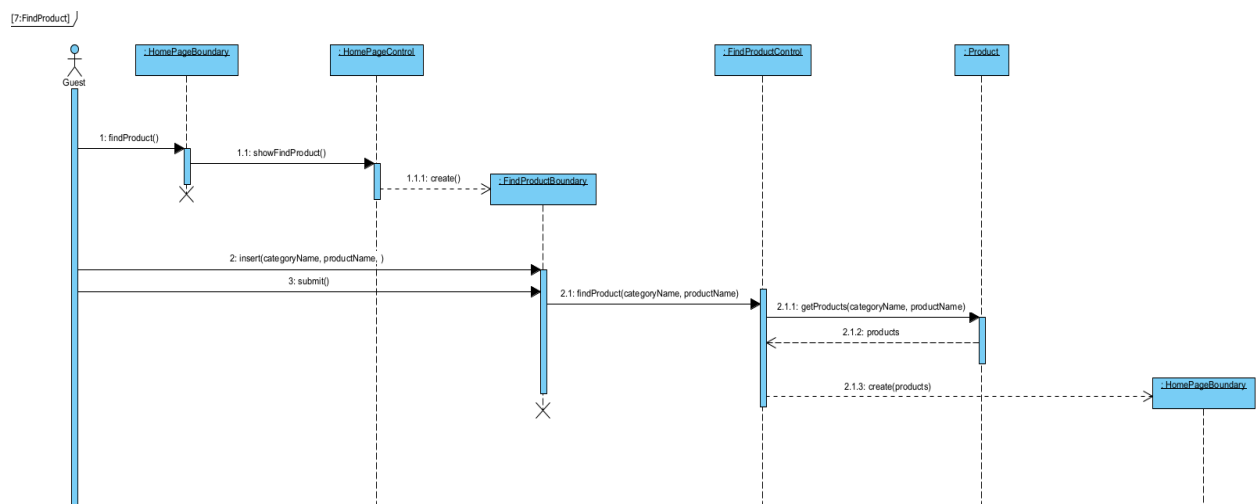 [7:FindProduct]
: HomePageBoundary
: HomePageControl
: FindProductControl
: Product
Guest
1: findProduct()
1.1: showFindProduct()
1.1.1: create()
: FindProductBoundary
2: insert(categoryName, productName, )
3: submit()
2.1: findProduct(categoryName, productName)
2.1.1: getProducts(categoryName, productName)
2.1.2: products
2.1.3: create(products)
: HomePageBoundary